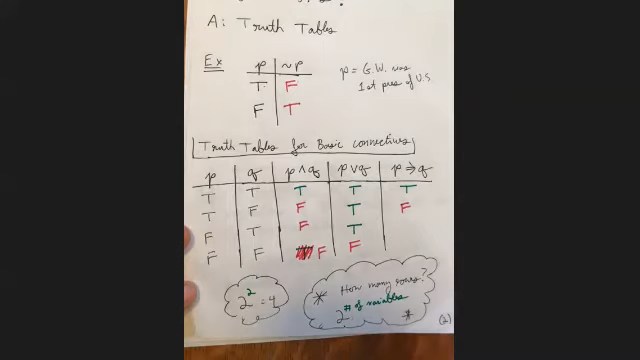 A: Truth Tables
Ex
p ~p
T F
F T
p = G.W. was
1st pres of U.S.
Truth Tables for Basic connectives
p q p ∧ q p ∨ q p ⇒ q
T T T T T
T F F T F
F T F T
F F F F
2² = 4
* How many rows?
2^# of variables *
(2)